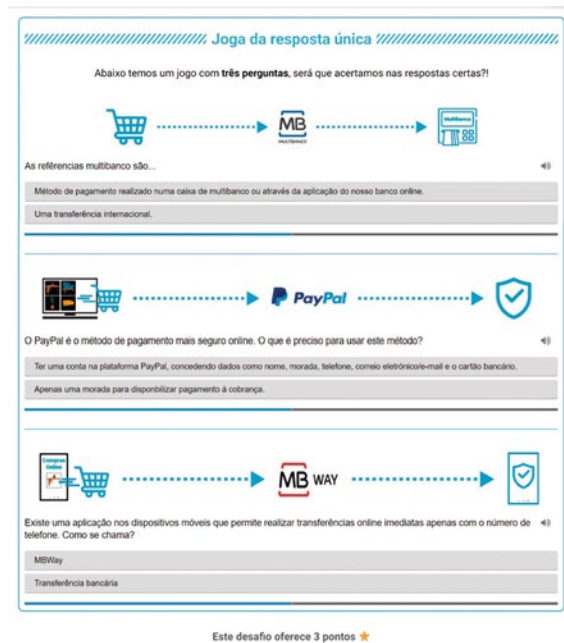 Joga da resposta única
Abaixo temos um jogo com três perguntas, será que acertamos nas respostas certas?!
MB
MULTIBANCO
Multibanco
As refêrencias multibanco são...
Método de pagamento realizado numa caixa de multibanco ou através da aplicação do nosso banco online.
Uma transferência internacional.
PayPal
O PayPal é o método de pagamento mais seguro online. O que é preciso para usar este método?
Ter uma conta na plataforma PayPal, concedendo dados como nome, morada, telefone, correio eletrónico/e-mail e o cartão bancário.
Apenas uma morada para disponbilizar pagamento à cobrança.
Compras
Online
MB WAY
Existe uma aplicação nos dispositivos móveis que permite realizar transferências online imediatas apenas com o número de
telefone. Como se chama?
MBWay
Transferência bancária
Este desafio oferece 3 pontos